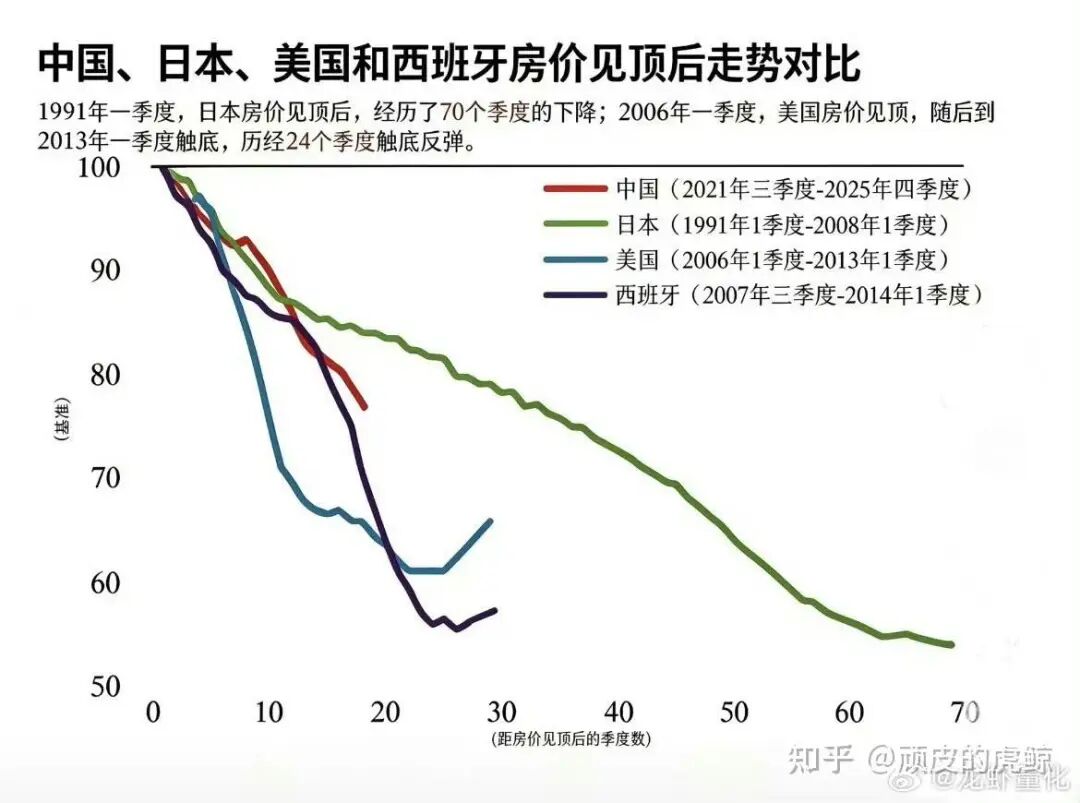 中国、日本、美国和西班牙房价见顶后走势对比
1991年一季度，日本房价见顶后，经历了70个季度的下降；2006年一季度，美国房价见顶，随后到
2013年一季度触底，历经24个季度触底反弹。
100
90
80
70
60
50
(基准)
中国（2021年三季度-2025年四季度）
日本（1991年1季度-2008年1季度）
美国（2006年1季度-2013年1季度）
西班牙（2007年三季度-2014年1季度）
0 10 20 30 40 50 60 70
(距房价见顶后的季度数)
知乎 @顽皮的虎鲸
@龙虾量化